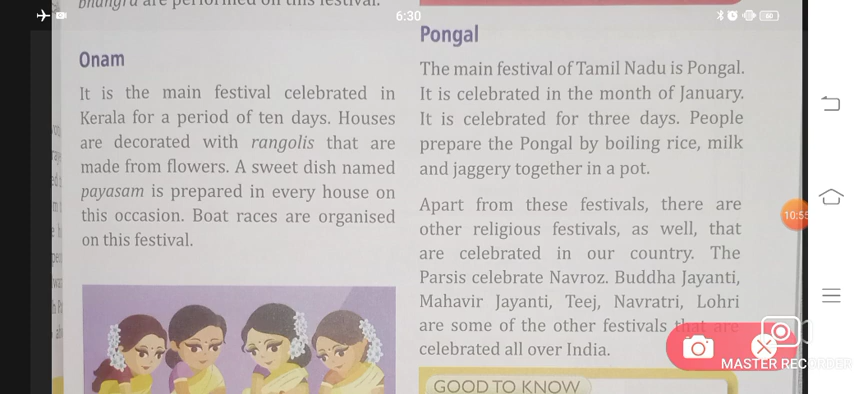 bhangra are performed on this festival.
6:30
Onam
It is the main festival celebrated in
Kerala for a period of ten days. Houses
are decorated with rangolis that are
made from flowers. A sweet dish named
payasam is prepared in every house on
this occasion. Boat races are organised
on this festival.
Pongal
The main festival of Tamil Nadu is Pongal.
It is celebrated in the month of January.
It is celebrated for three days. People
prepare the Pongal by boiling rice, milk
and jaggery together in a pot.
Apart from these festivals, there are
other religious festivals, as well, that
are celebrated in our country. The
Parsis celebrate Navroz. Buddha Jayanti,
Mahavir Jayanti, Teej, Navratri, Lohri
are some of the other festivals that are
celebrated all over India.
GOOD TO KNOW
10:55
MASTER RECORDER